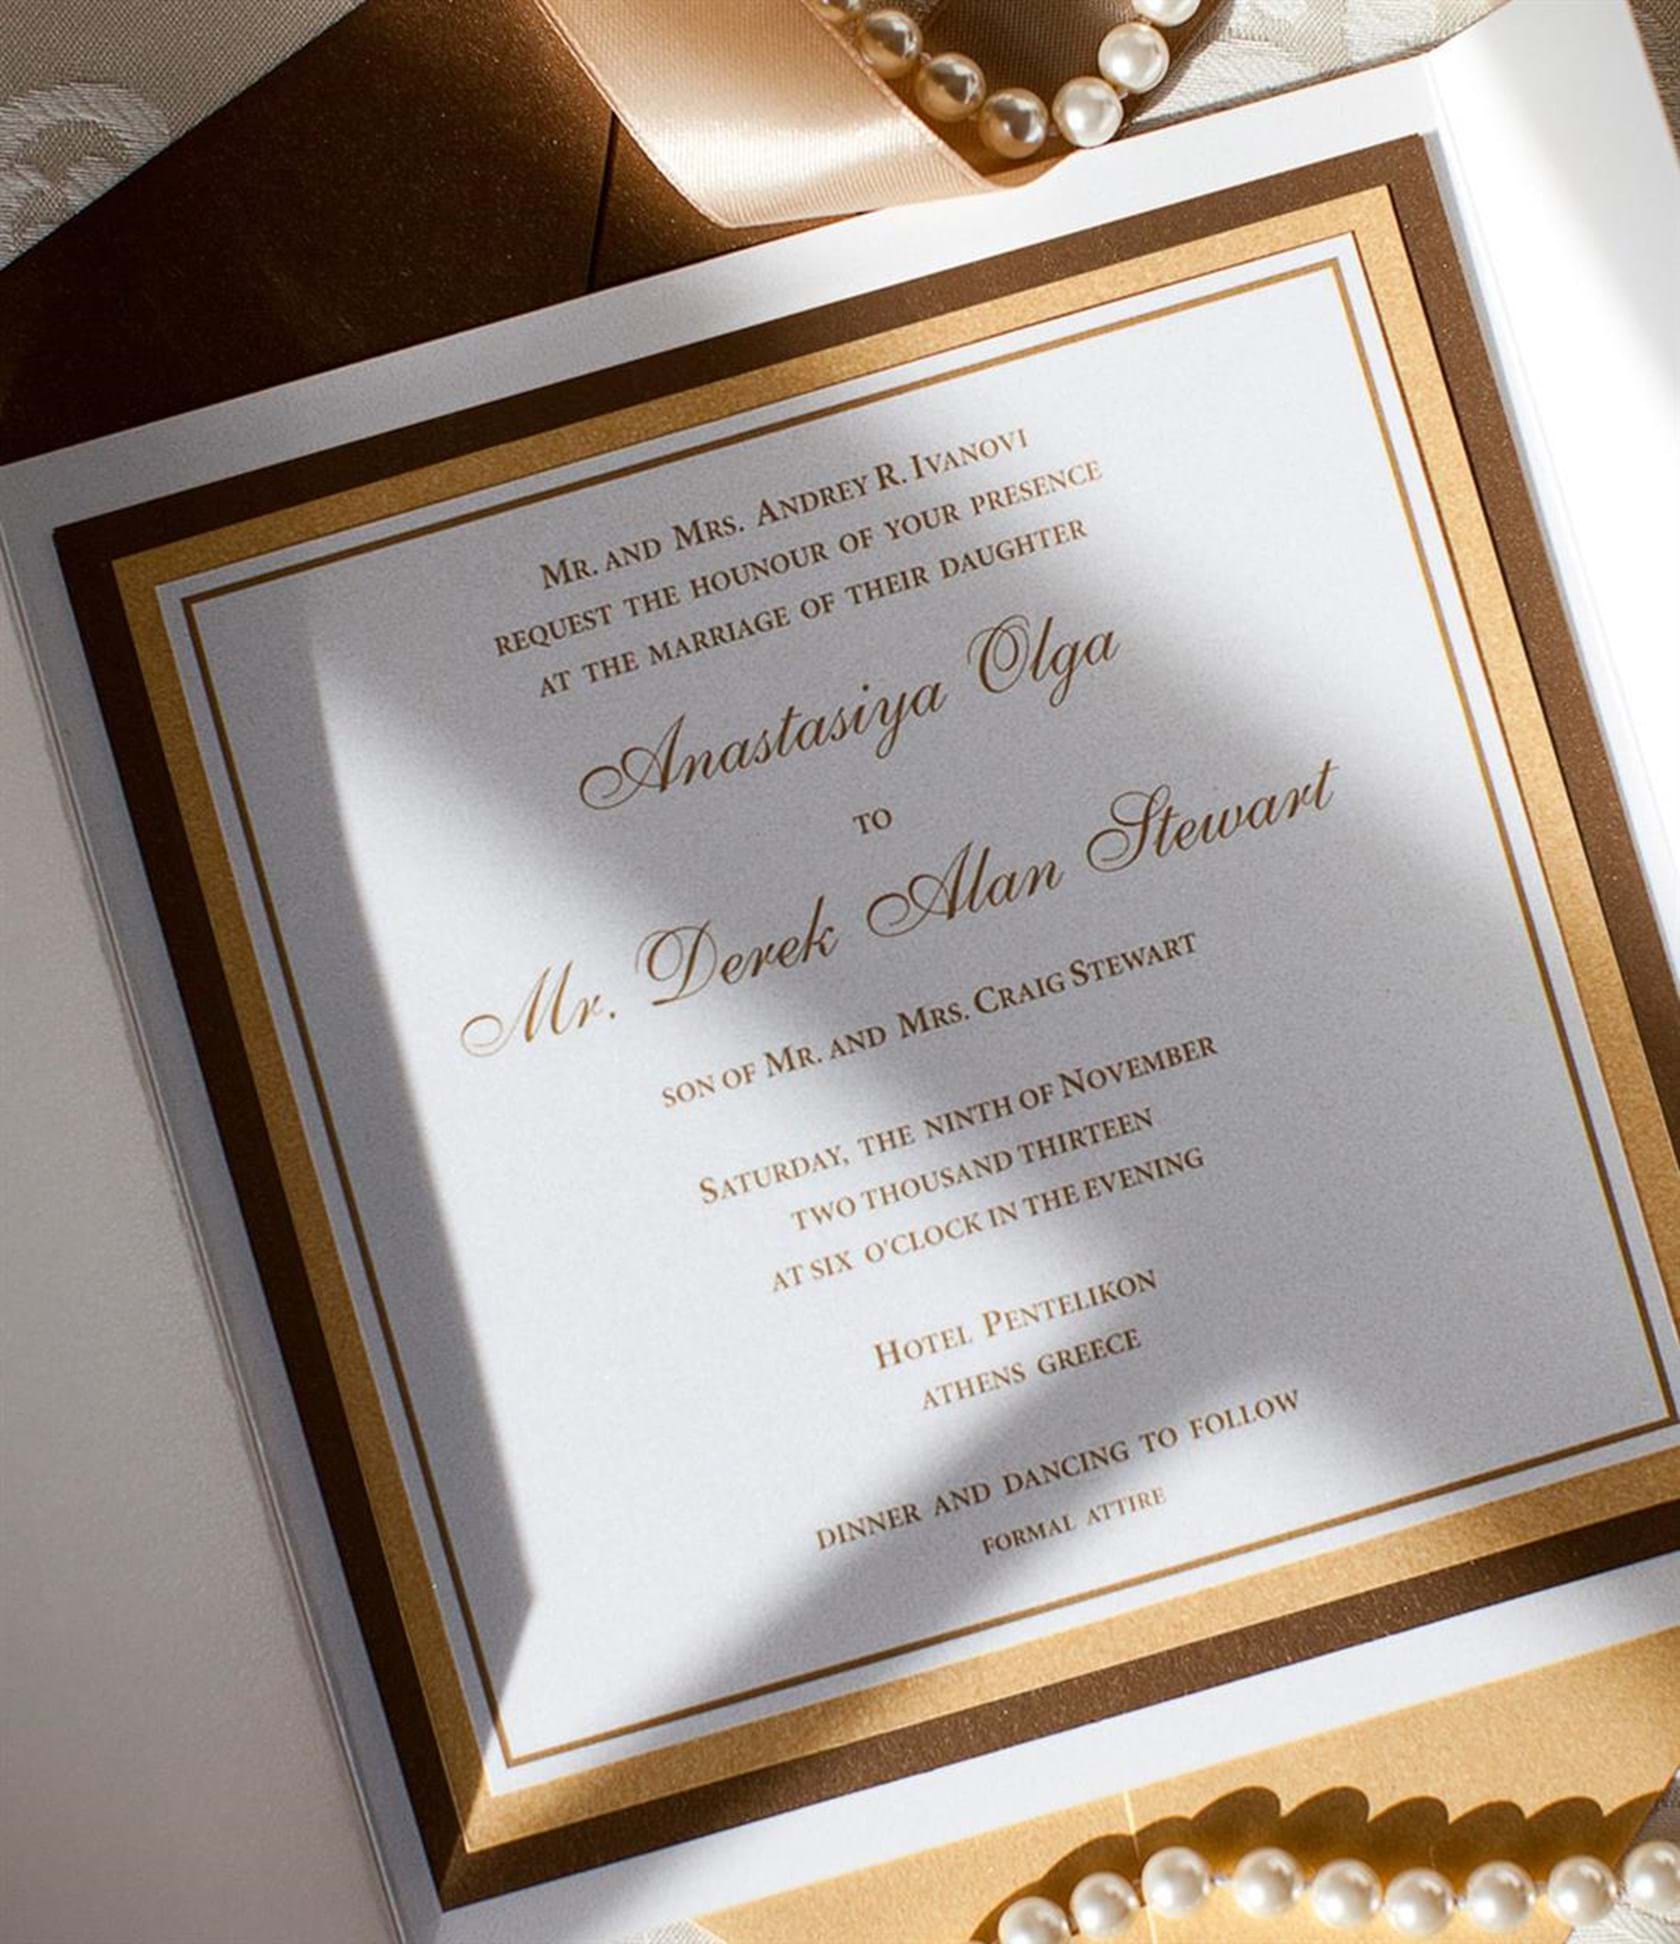 Mr. and Mrs. Andrey R. Ivanovi
request the hounour of your presence
at the marriage of their daughter
Anastasiya Olga
to
Mr. Derek Alan Stewart
son of Mr. and Mrs. Craig Stewart
Saturday, the ninth of November
two thousand thirteen
at six o'clock in the evening
Hotel Pentelikon
athens greece
dinner and dancing to follow
formal attire